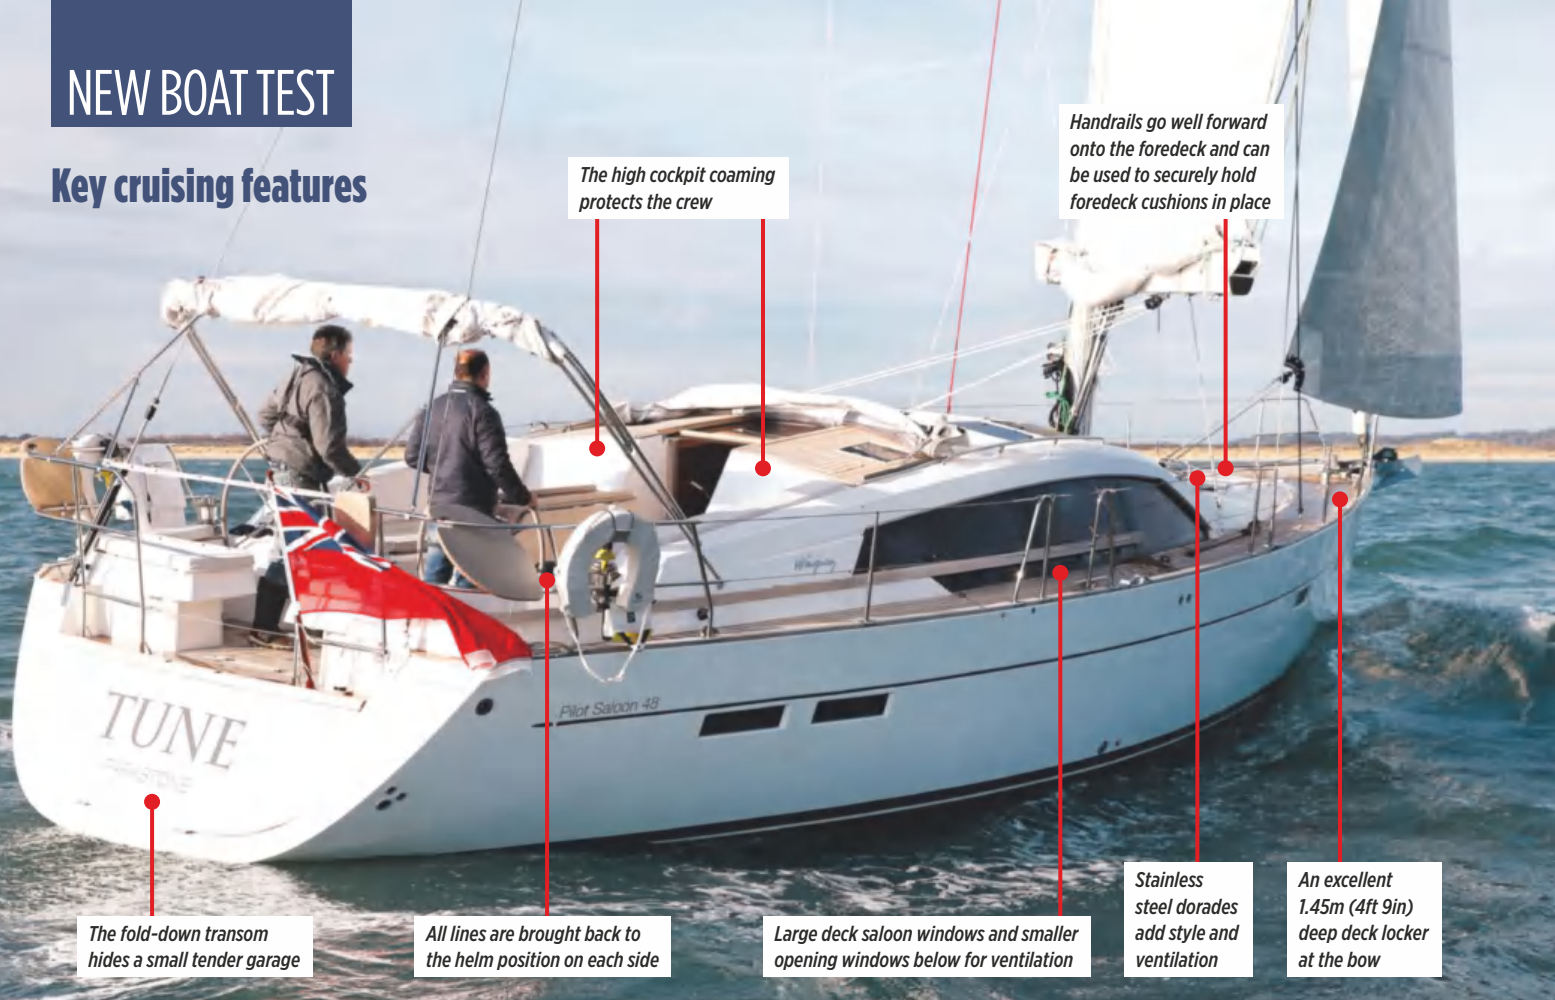 NEW BOAT TEST
Key cruising features
The high cockpit coaming
protects the crew
Handrails go well forward
onto the foredeck and can
be used to securely hold
foredeck cushions in place
Pilot Saloon 48
TUNE
The fold-down transom
hides a small tender garage
All lines are brought back to
the helm position on each side
Large deck saloon windows and smaller
opening windows below for ventilation
Stainless
steel dorades
add style and
ventilation
An excellent
1.45m (4ft 9in)
deep deck locker
at the bow